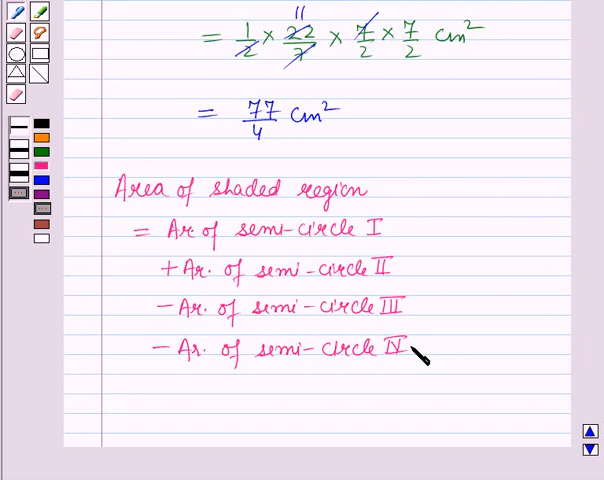 = 1/2 × 22/7 × 7/2 × 7/2 cm²
11
= 77/4 cm²
Area of shaded region
= Ar. of semi-circle I
+ Ar. of semi-circle II
- Ar. of semi-circle III
- Ar. of semi-circle IV